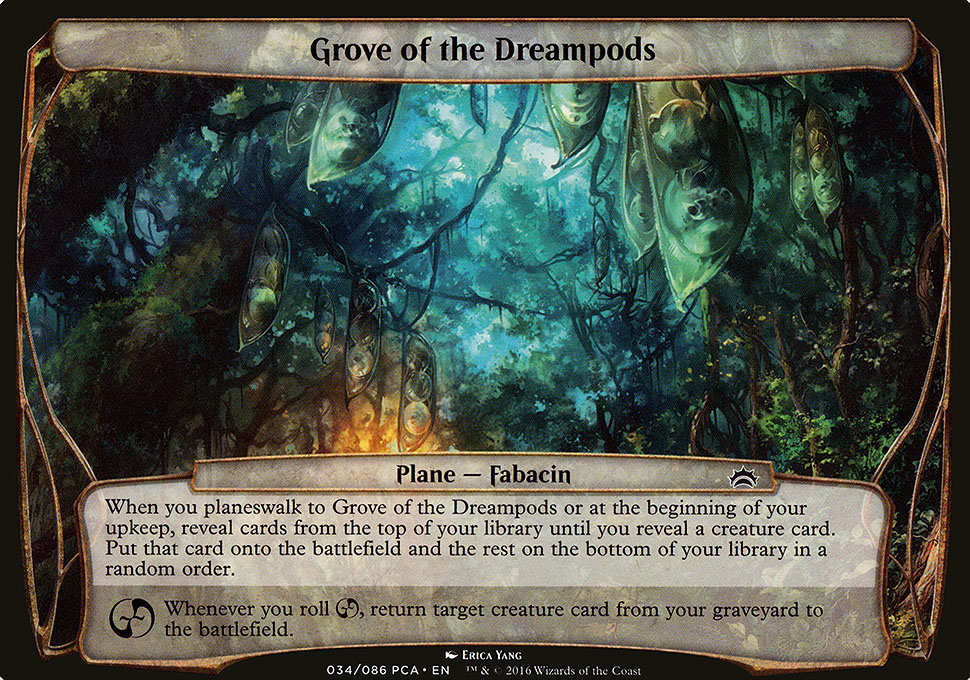 Grove of the Dreampods
Plane — Fabacin
When you planeswalk to Grove of the Dreampods or at the beginning of your
upkeep, reveal cards from the top of your library until you reveal a creature card.
Put that card onto the battlefield and the rest on the bottom of your library in a
random order.
Whenever you roll , return target creature card from your graveyard to
the battlefield.
Erica Yang
034/086 PCA • EN ™ & © 2016 Wizards of the Coast